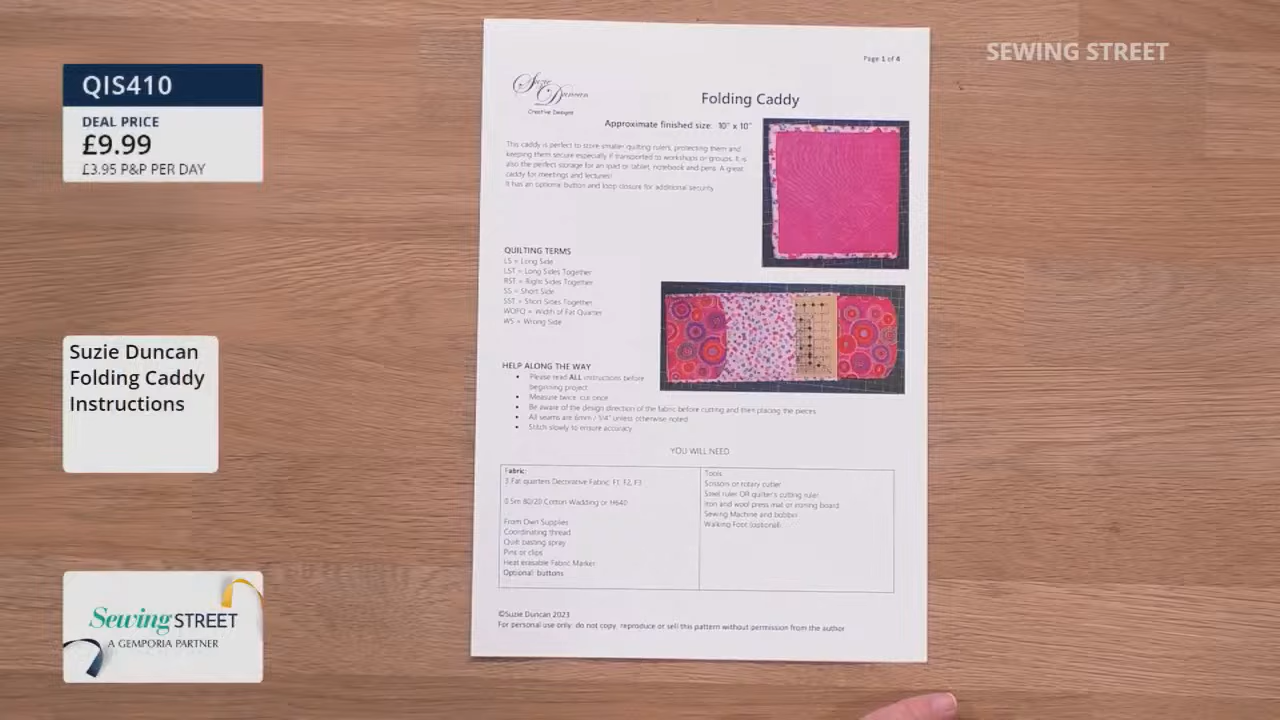 QIS410
DEAL PRICE
£9.99
£3.95 P&P PER DAY
Suzie Duncan
Folding Caddy
Instructions
Sewing STREET
A GEMPORIA PARTNER
SEWING STREET
Page 1 of 4
Suzie
Duncan
Creative Designs
Folding Caddy
Approximate finished size: 10" x 10"
This caddy is perfect to store smaller quilting rulers, protecting them and
keeping them secure especially if transported to workshops or groups. It is
also the perfect storage for an ipad or tablet, notebook and pens. A great
caddy for meetings and lectures!
It has an optional button and loop closure for additional security.
QUILTING TERMS
LS = Long Side
LST = Long Sides Together
RST = Right Sides Together
SS = Short Side
SST = Short Sides Together
WOFQ = Width of Fat Quarter
WS = Wrong Side
HELP ALONG THE WAY
• Please read ALL instructions before
beginning project.
• Measure twice, cut once
• Be aware of the design direction of the fabric before cutting and then placing the pieces
• All seams are 6mm / 1/4" unless otherwise noted
• Stitch slowly to ensure accuracy
YOU WILL NEED
Fabric:
3 Fat quarters Decorative Fabric: F1, F2, F3
0.5m 80/20 Cotton Wadding or H640
From Own Supplies
Coordinating thread
Quilt basting spray
Pins or clips
Heat erasable Fabric Marker
Optional: buttons
Tools
Scissors or rotary cutter
Steel ruler OR quilter's cutting ruler
Iron and wool press mat or ironing board
Sewing Machine and bobbin
Walking Foot (optional)
©Suzie Duncan 2023
For personal use only: do not copy, reproduce or sell this pattern without permission from the author